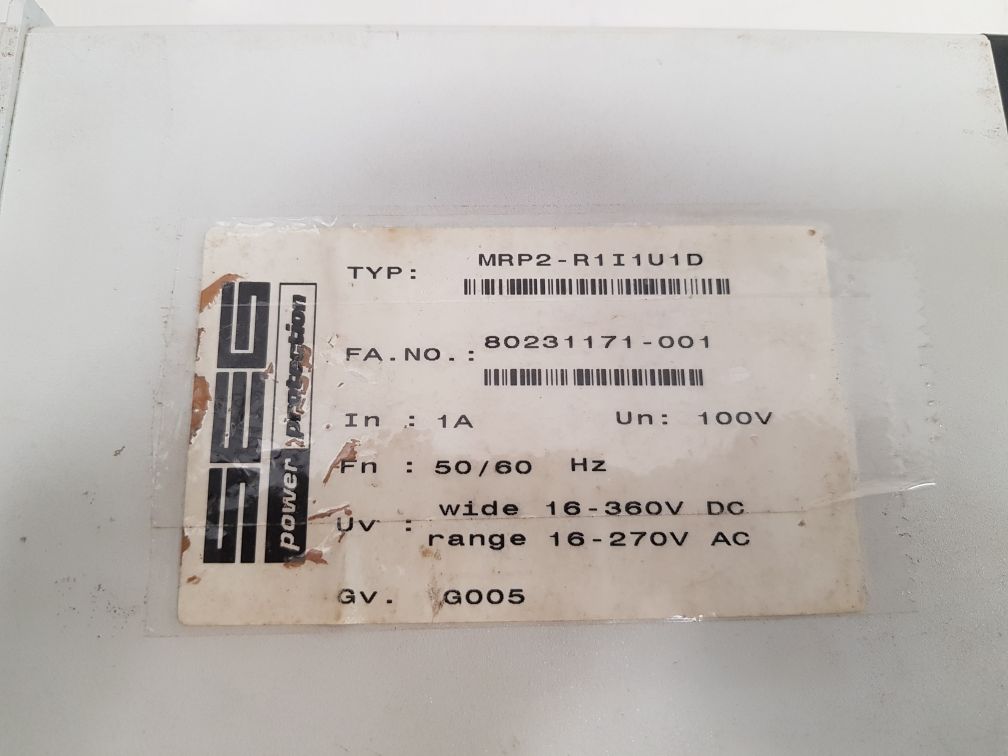 SEG
power protection
TYP: MRP2-R1I1U1D
FA.NO.: 80231171-001
In : 1A Un: 100V
Fn : 50/60 Hz
Uv : wide 16-360V DC
range 16-270V AC
Gv. G005